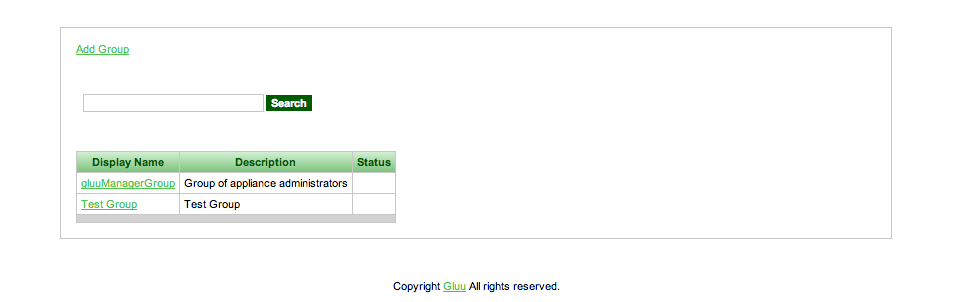 Add Group
Search
Display Name Description Status
gluuManagerGroup Group of appliance administrators
Test Group Test Group
Copyright Gluu All rights reserved.